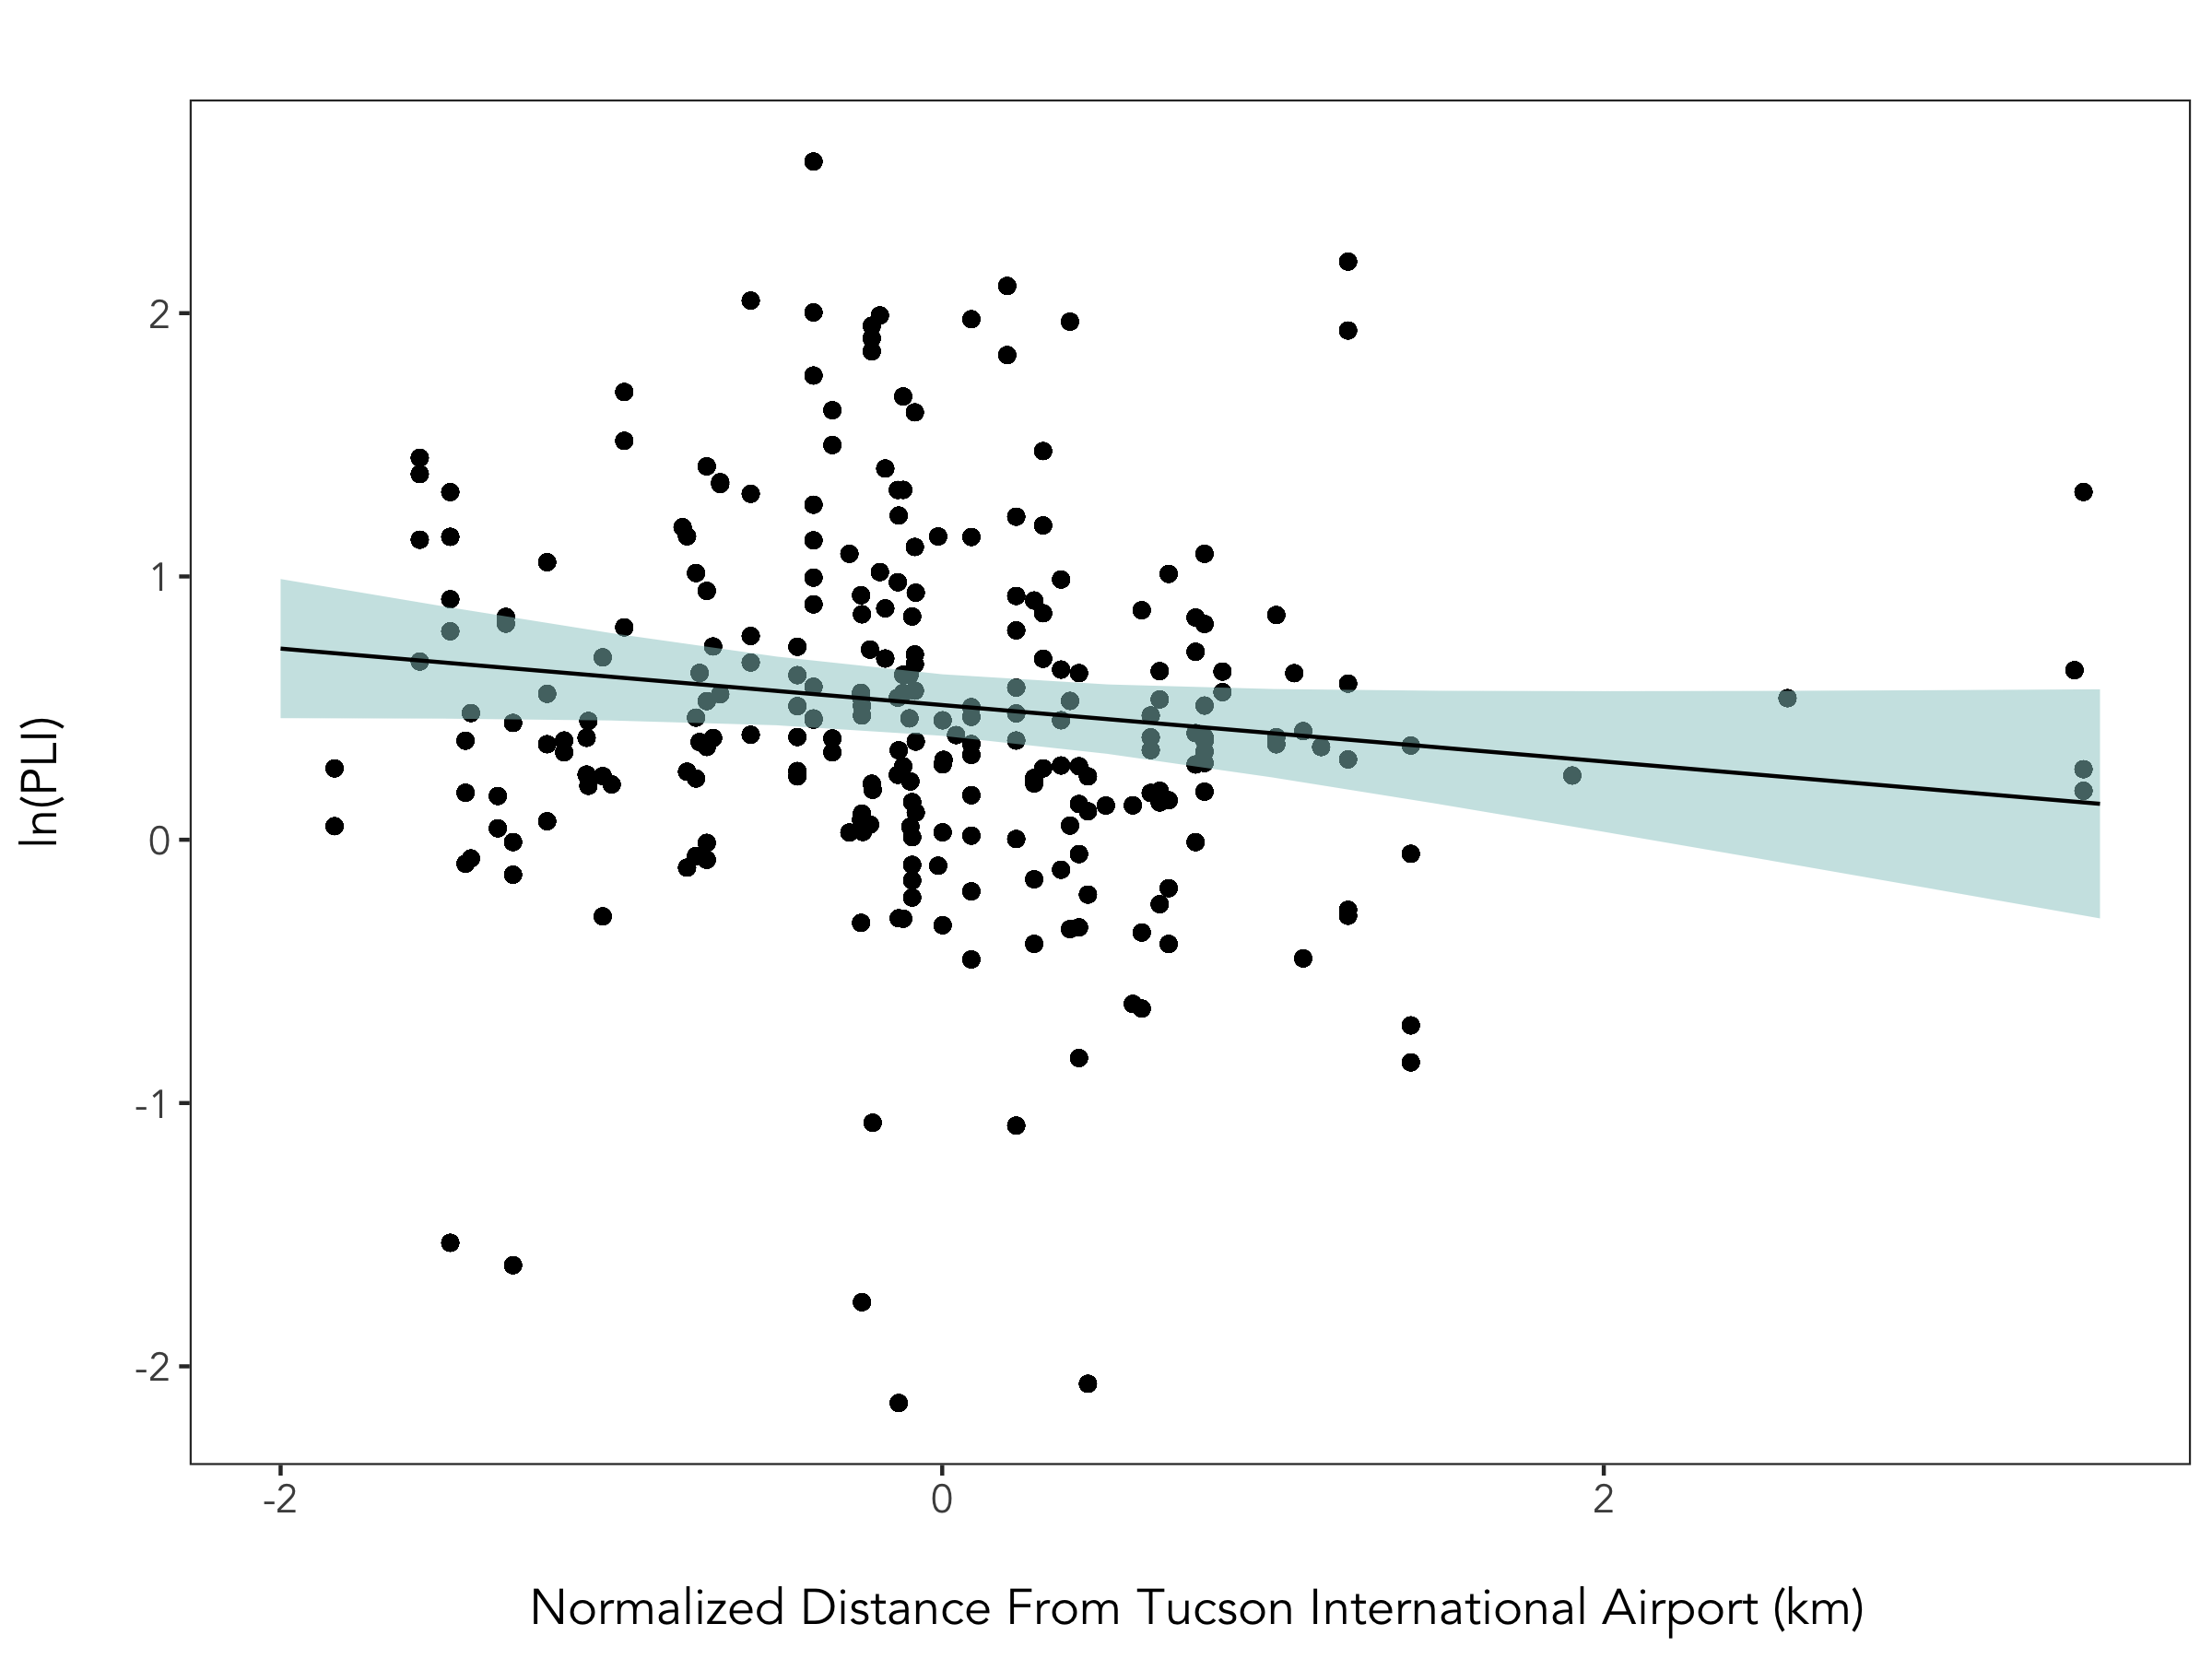 ln(PLI)
2
1
0
-1
-2
-2 0 2
Normalized Distance From Tucson International Airport (km)